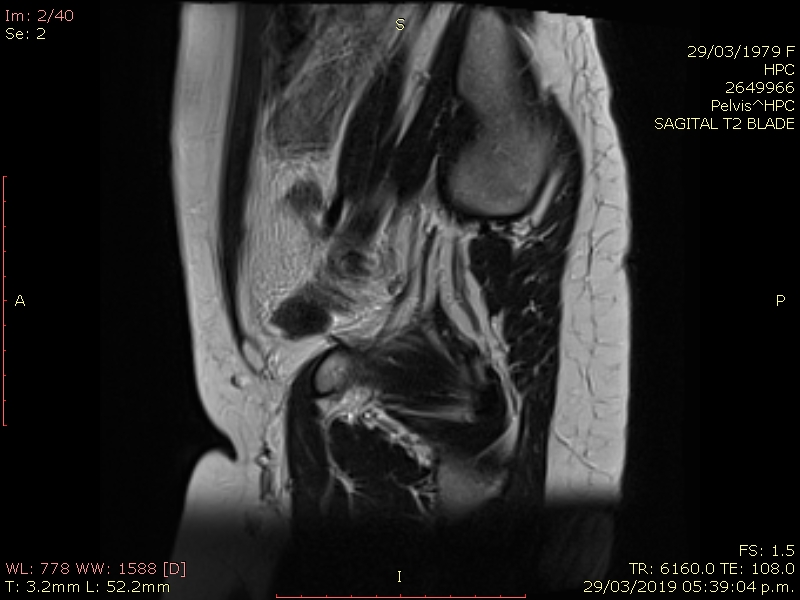 Im: 2/40
Se: 2
S
29/03/1979 F
HPC
2649966
Pelvis^HPC
SAGITAL T2 BLADE
A
P
I
WL: 778 WW: 1588 [D]
T: 3.2mm L: 52.2mm
FS: 1.5
TR: 6160.0 TE: 108.0
29/03/2019 05:39:04 p.m.